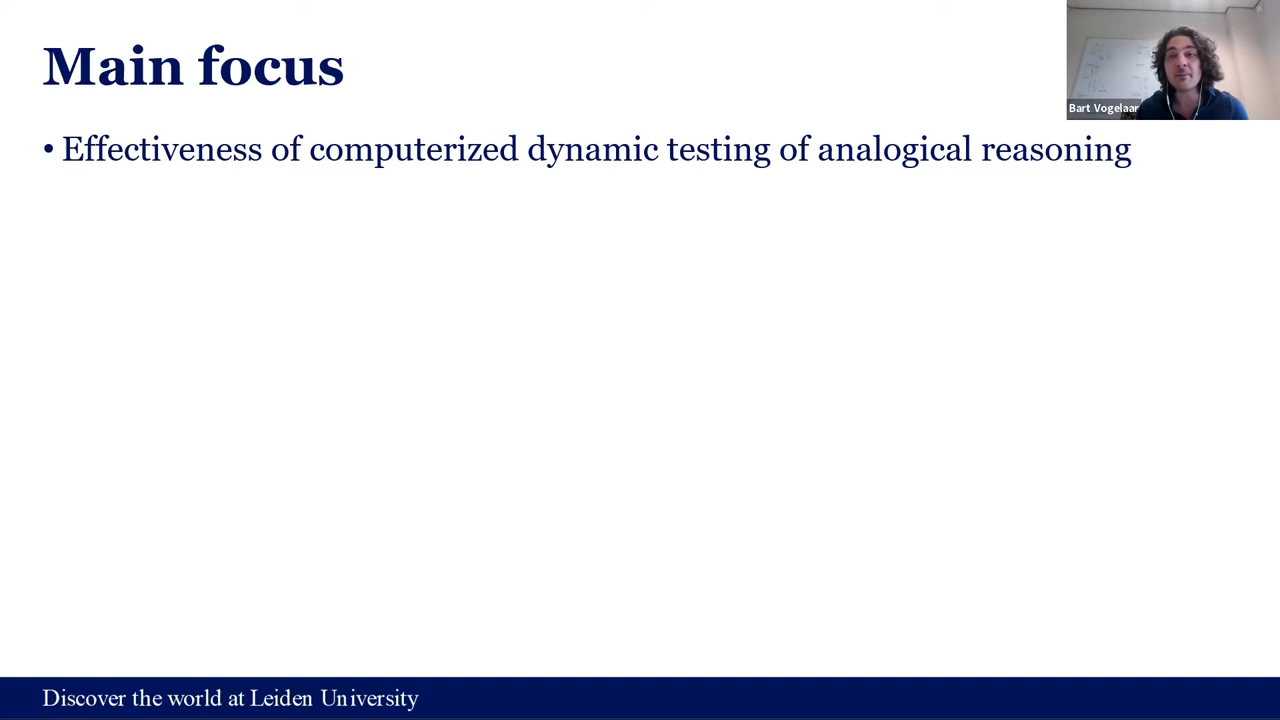 Main focus
Bart Vogelaar
• Effectiveness of computerized dynamic testing of analogical reasoning
Discover the world at Leiden University